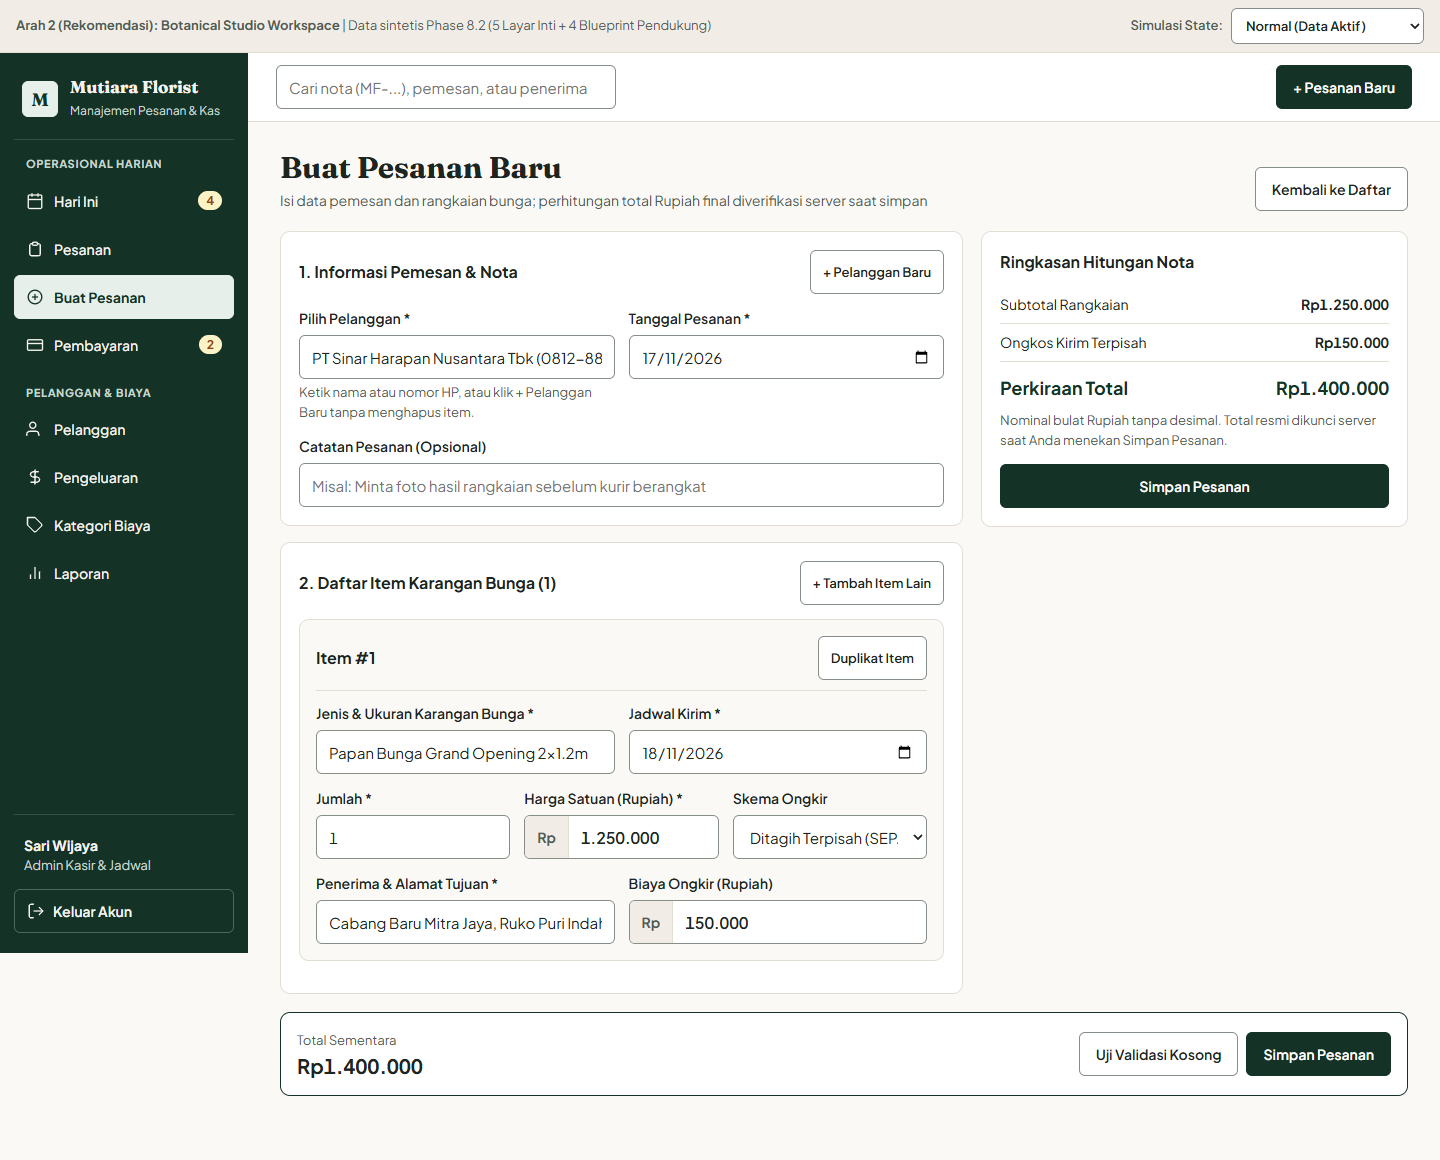 Arah 2 (Rekomendasi): Botanical Studio Workspace | Data sintetis Phase 8.2 (5 Layar Inti + 4 Blueprint Pendukung)
Simulasi State:
Normal (Data Aktif)
M
Mutiara Florist
Manajemen Pesanan & Kas
Cari nota (MF-...), pemesan, atau penerima
+ Pesanan Baru
OPERASIONAL HARIAN
Hari Ini
4
Pesanan
Buat Pesanan
Pembayaran
2
PELANGGAN & BIAYA
Pelanggan
Pengeluaran
Kategori Biaya
Laporan
Sari Wijaya
Admin Kasir & Jadwal
Keluar Akun
Buat Pesanan Baru
Isi data pemesan dan rangkaian bunga; perhitungan total Rupiah final diverifikasi server saat simpan
Kembali ke Daftar
1. Informasi Pemesan & Nota
+ Pelanggan Baru
Pilih Pelanggan *
Tanggal Pesanan *
PT Sinar Harapan Nusantara Tbk (0812-88
17/11/2026
Ketik nama atau nomor HP, atau klik + Pelanggan
Baru tanpa menghapus item.
Catatan Pesanan (Opsional)
Misal: Minta foto hasil rangkaian sebelum kurir berangkat
Ringkasan Hitungan Nota
Subtotal Rangkaian
Rp1.250.000
Ongkos Kirim Terpisah
Rp150.000
Perkiraan Total
Rp1.400.000
Nominal bulat Rupiah tanpa desimal. Total resmi dikunci server
saat Anda menekan Simpan Pesanan.
Simpan Pesanan
2. Daftar Item Karangan Bunga (1)
+ Tambah Item Lain
Item #1
Duplikat Item
Jenis & Ukuran Karangan Bunga *
Jadwal Kirim *
Papan Bunga Grand Opening 2×1.2m
18/11/2026
Jumlah *
Harga Satuan (Rupiah) *
Skema Ongkir
1
Rp
1.250.000
Ditagih Terpisah (SEP.
Penerima & Alamat Tujuan *
Biaya Ongkir (Rupiah)
Cabang Baru Mitra Jaya, Ruko Puri Indah
Rp
150.000
Total Sementara
Rp1.400.000
Uji Validasi Kosong
Simpan Pesanan